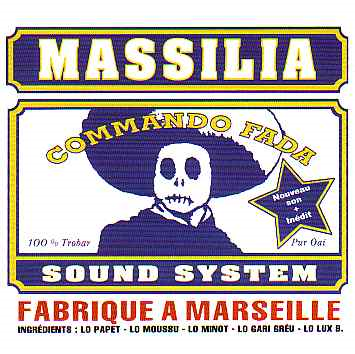 MASSILIA
COMMANDO FADA
Nouveau
son
+
Inédit
100 % Trobar
Pur Oai
SOUND SYSTEM
FABRIQUE A MARSEILLE
INGRÉDIENTS : LO PAPET - LO MOUSSU - LO MINOT - LO GARI GRÈU - LO LUX B.